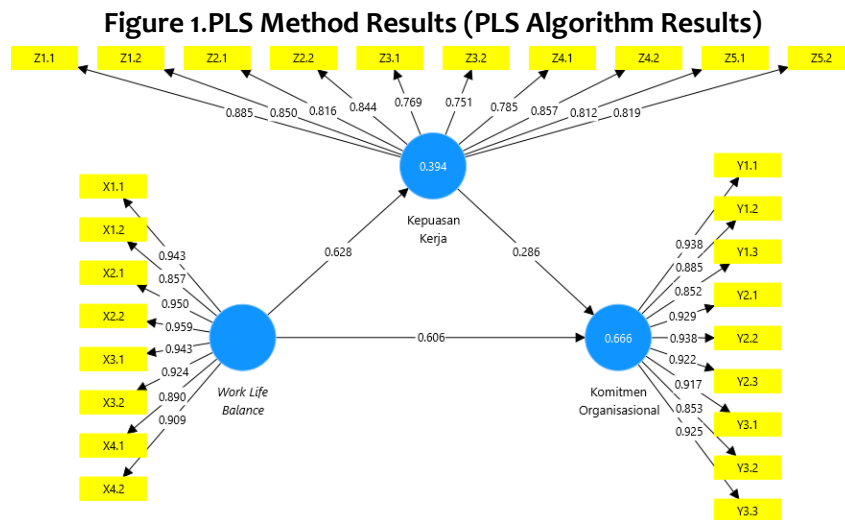 Figure 1.PLS Method Results (PLS Algorithm Results)
Z1.1 Z1.2 Z2.1 Z2.2 Z3.1 Z3.2 Z4.1 Z4.2 Z5.1 Z5.2
0.885 0.850 0.816 0.844 0.769 0.751 0.785 0.857 0.812 0.819
0.394
Kepuasan
Kerja
X1.1
X1.2
X2.1
X2.2
X3.1
X3.2
X4.1
X4.2
0.943
0.857
0.950
0.959
0.943
0.924
0.890
0.909
Work Life
Balance
0.628
0.286
0.606
0.666
Komitmen
Organisasional
0.938
0.885
0.852
0.929
0.938
0.922
0.917
0.853
0.925
Y1.1
Y1.2
Y1.3
Y2.1
Y2.2
Y2.3
Y3.1
Y3.2
Y3.3